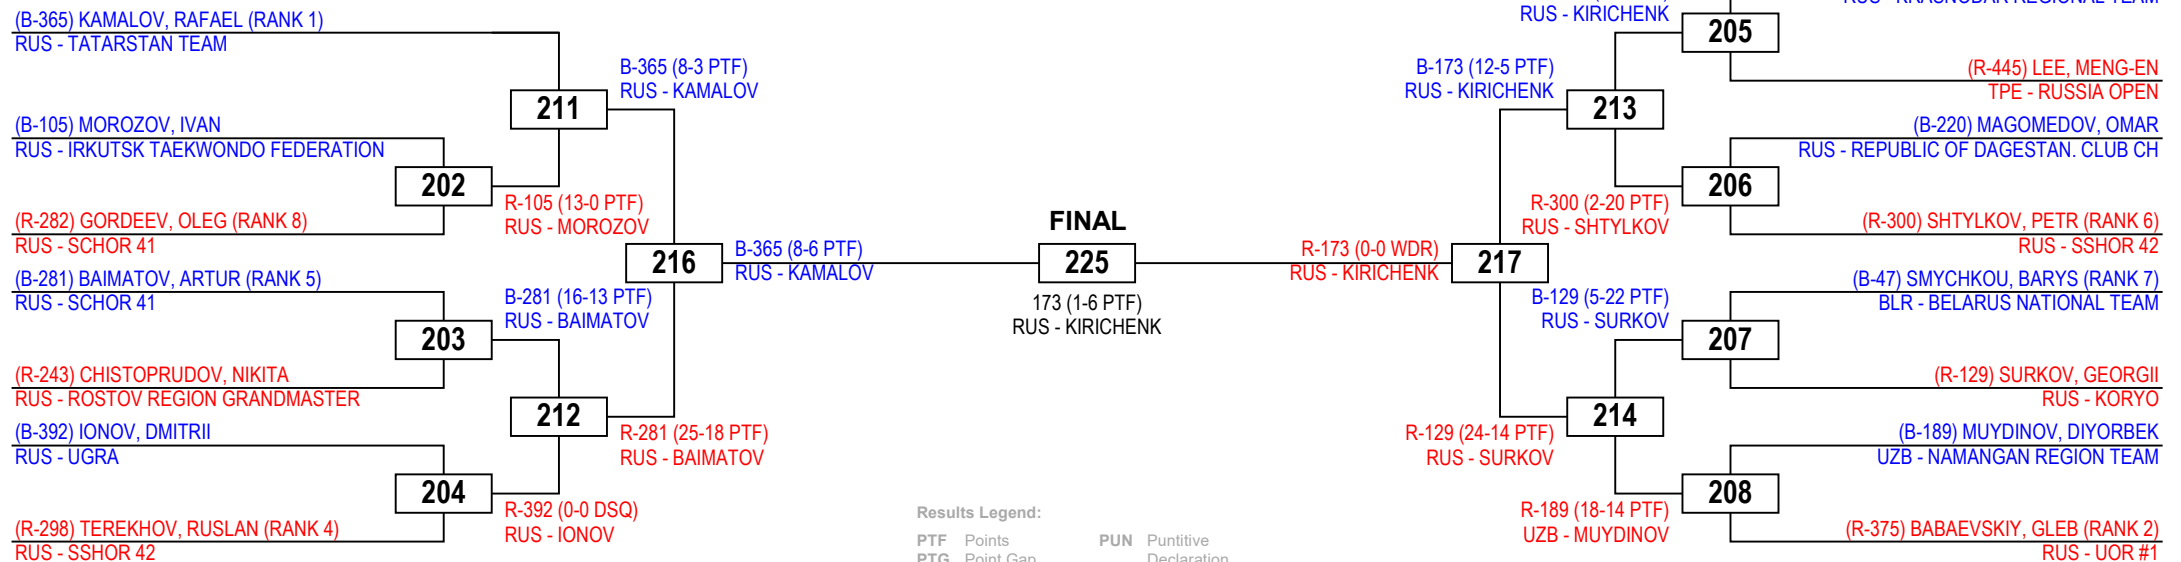 (B-365) KAMALOV, RAFAEL (RANK 1)
RUS - TATARSTAN TEAM
B-365 (8-3 PTF)
RUS - KAMALOV
211
(B-105) MOROZOV, IVAN
RUS - IRKUTSK TAEKWONDO FEDERATION
202
R-105 (13-0 PTF)
RUS - MOROZOV
(R-282) GORDEEV, OLEG (RANK 8)
RUS - SCHOR 41
216
B-365 (8-6 PTF)
RUS - KAMALOV
(B-281) BAIMATOV, ARTUR (RANK 5)
RUS - SCHOR 41
B-281 (16-13 PTF)
RUS - BAIMATOV
203
(R-243) CHISTOPRUDOV, NIKITA
RUS - ROSTOV REGION GRANDMASTER
212
R-281 (25-18 PTF)
RUS - BAIMATOV
(B-392) IONOV, DMITRII
RUS - UGRA
204
R-392 (0-0 DSQ)
RUS - IONOV
(R-298) TEREKHOV, RUSLAN (RANK 4)
RUS - SSHOR 42
FINAL
225
173 (1-6 PTF)
RUS - KIRICHENK
RUS - KIRICHENK
RUS - KRASNODAR REGIONAL TEAM
205
(R-445) LEE, MENG-EN
TPE - RUSSIA OPEN
B-173 (12-5 PTF)
RUS - KIRICHENK
213
(B-220) MAGOMEDOV, OMAR
RUS - REPUBLIC OF DAGESTAN. CLUB CH
206
R-300 (2-20 PTF)
RUS - SHTYLKOV
(R-300) SHTYLKOV, PETR (RANK 6)
RUS - SSHOR 42
R-173 (0-0 WDR)
RUS - KIRICHENK
217
(B-47) SMYCHKOU, BARYS (RANK 7)
BLR - BELARUS NATIONAL TEAM
B-129 (5-22 PTF)
RUS - SURKOV
207
(R-129) SURKOV, GEORGII
RUS - KORYO
214
R-129 (24-14 PTF)
RUS - SURKOV
(B-189) MUYDINOV, DIYORBEK
UZB - NAMANGAN REGION TEAM
208
R-189 (18-14 PTF)
UZB - MUYDINOV
(R-375) BABAEVSKIY, GLEB (RANK 2)
RUS - UOR #1
Results Legend:
PTF Points PUN Puntitive
PTG Point Gap Declaration